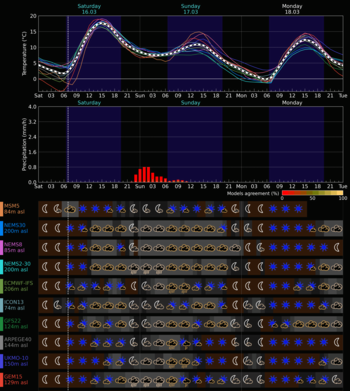 Saturday Sunday Monday
16.03 17.03 18.03
Temperature (°C)
20
15
10
5
0
Sat 03 06 09 12 15 18 21 Sun 03 06 09 12 15 18 21 Mon 03 06 09 12 15 18 21 Tue
Saturday Sunday Monday
Precipitation (mm/h)
4.0
3.2
2.4
1.6
0.8
0.0
Sat 03 06 09 12 15 18 21 Sun 03 06 09 12 15 18 21 Mon 03 06 09 12 15 18 21 Tue
Models agreement (%)
0 50 100
MSM5
84m asl
NEMS30
200m asl
NEMS8
85m asl
NEMS2-30
200m asl
ECMWF-IFS
206m asl
ICON13
74m asl
GFS22
124m asl
ARPEGE40
144m asl
UKMO-10
150m asl
GEM15
129m asl